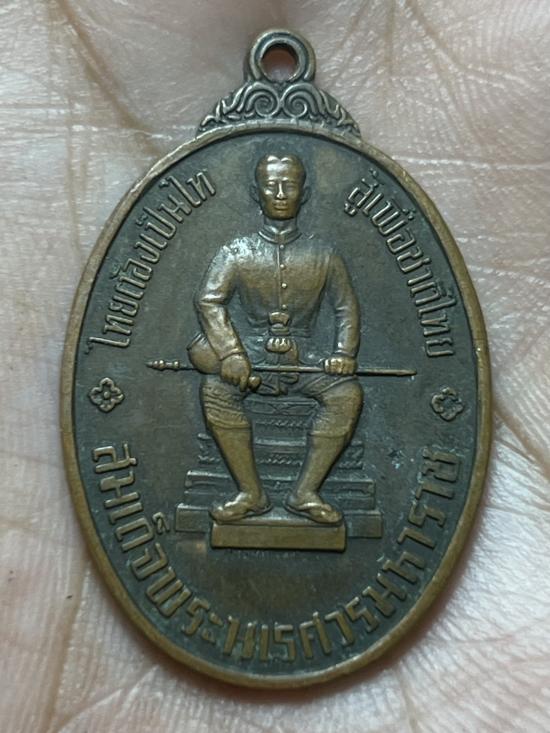 ไทยต้องเป็นไท
สู้เพื่อชาติไทย
สมเด็จพระนเรศวรมหาราช